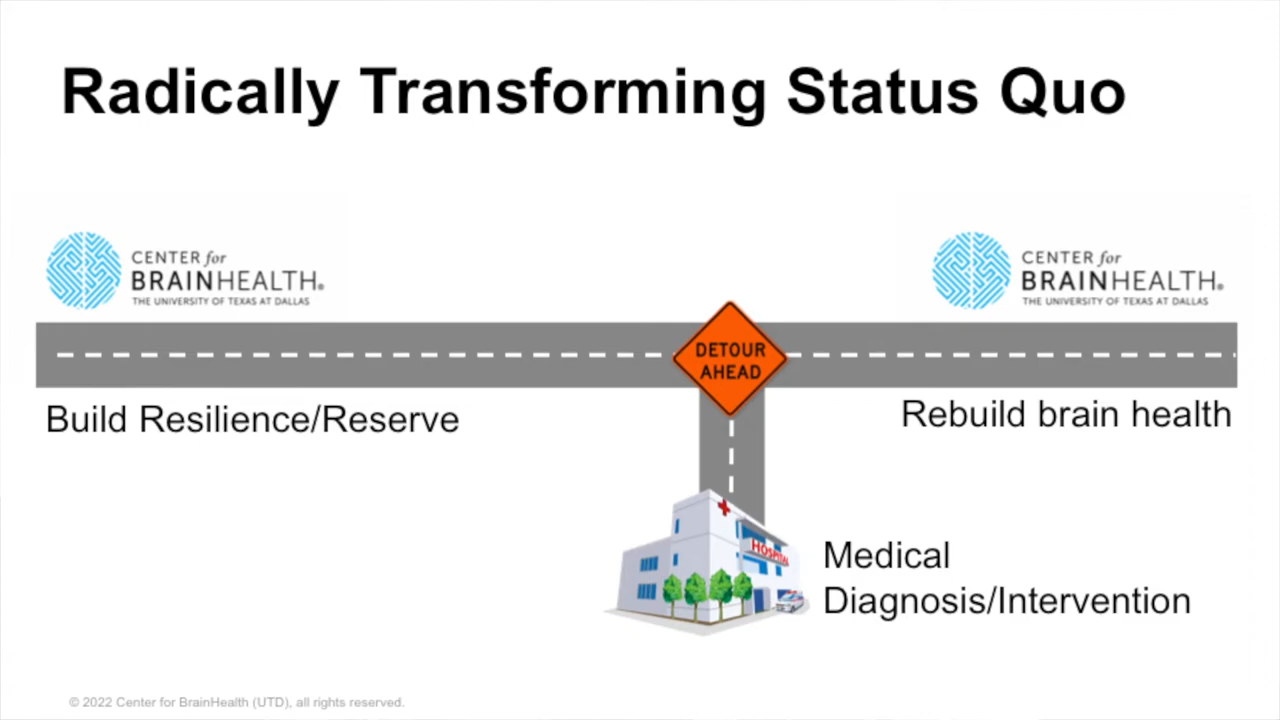 Radically Transforming Status Quo
CENTER for
BRAINHEALTH®
THE UNIVERSITY OF TEXAS AT DALLAS
CENTER for
BRAINHEALTH®
THE UNIVERSITY OF TEXAS AT DALLAS
DETOUR
AHEAD
Build Resilience/Reserve
Rebuild brain health
HOSPITAL
Medical
Diagnosis/Intervention
© 2022 Center for BrainHealth (UTD), all rights reserved.